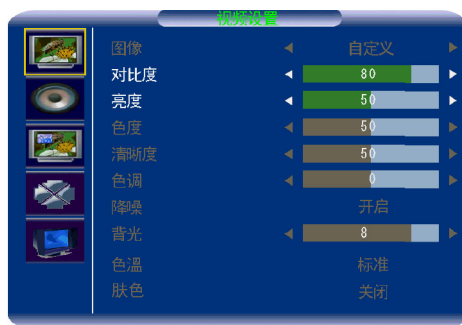 视频设置
图像 自定义
对比度 80
亮度 50
色度 50
清晰度 50
色调 0
降噪 开启
背光 8
色温 标准
肤色 关闭